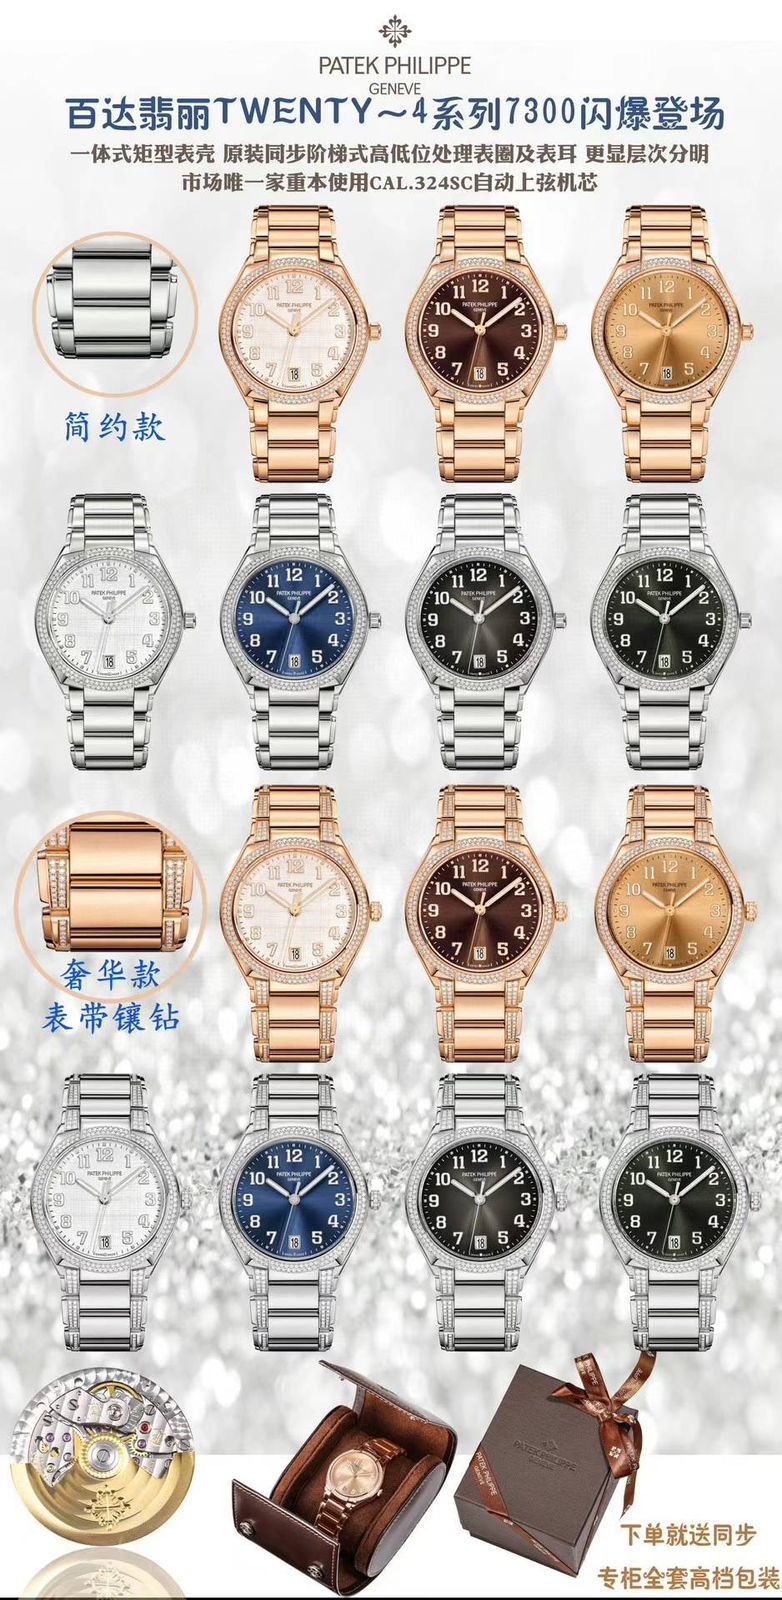 PATEK PHILIPPE
GENEVE
百达翡丽TWENTY～4系列7300闪爆登场
一体式矩型表壳 原装同步阶梯式高低位处理表圈及表耳 更显层次分明
市场唯一家重本使用CAL.324SC自动上弦机芯
简约款
奢华款
表带镶钻
PATEK PHILIPPE
GENEVE
下单就送同步
专柜全套高档包装